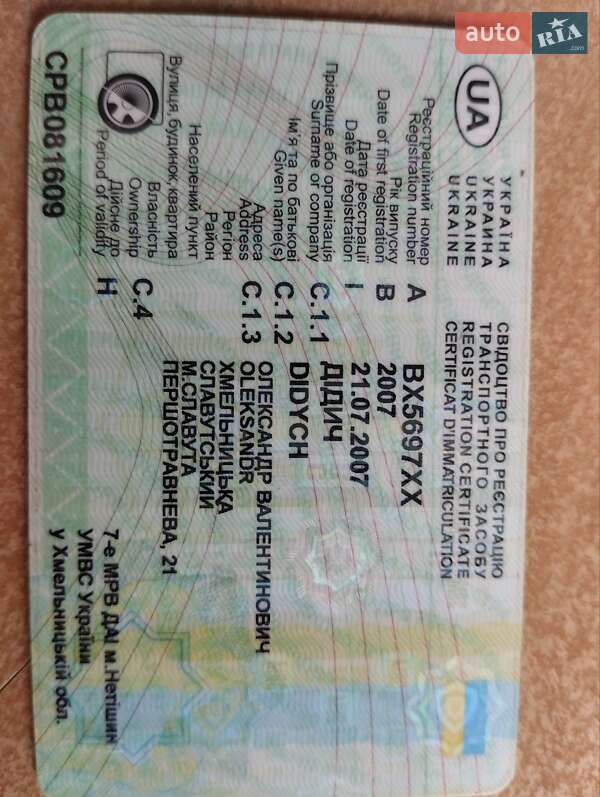 auto RIA.com
UA
УКРАЇНА
УКРАИНА
UKRAINE
UKRAINE
СВІДОЦТВО ПРО РЕЄСТРАЦІЮ
ТРАНСПОРТНОГО ЗАСОБУ
REGISTRATION CERTIFICATE
CERTIFICAT D'IMMATRICULATION
Реєстраційний номер
Registration number A BX5697XX
Рік випуску
Date of first registration B 2007
Дата реєстрації
Date of registration I 21.07.2007
Прізвище або організація
Surname or company C.1.1 ДІДИЧ
DIDYCH
Ім'я та по батькові
Given name(s) C.1.2 ОЛЕКСАНДР ВАЛЕНТИНОВИЧ
OLEKSANDR
Адреса
Address C.1.3
Регіон ХМЕЛЬНИЦЬКА
Район СЛАВУТСЬКИЙ
Населений пункт М.СЛАВУТА
Вулиця, будинок, квартира ПЕРШОТРАВНЕВА, 21
Власність
Ownership C.4
Дійсне до
Period of validity H
7-е МРВ ДАІ м.Нетішин
УМВС України
у Хмельницькій обл.
СРВ081609